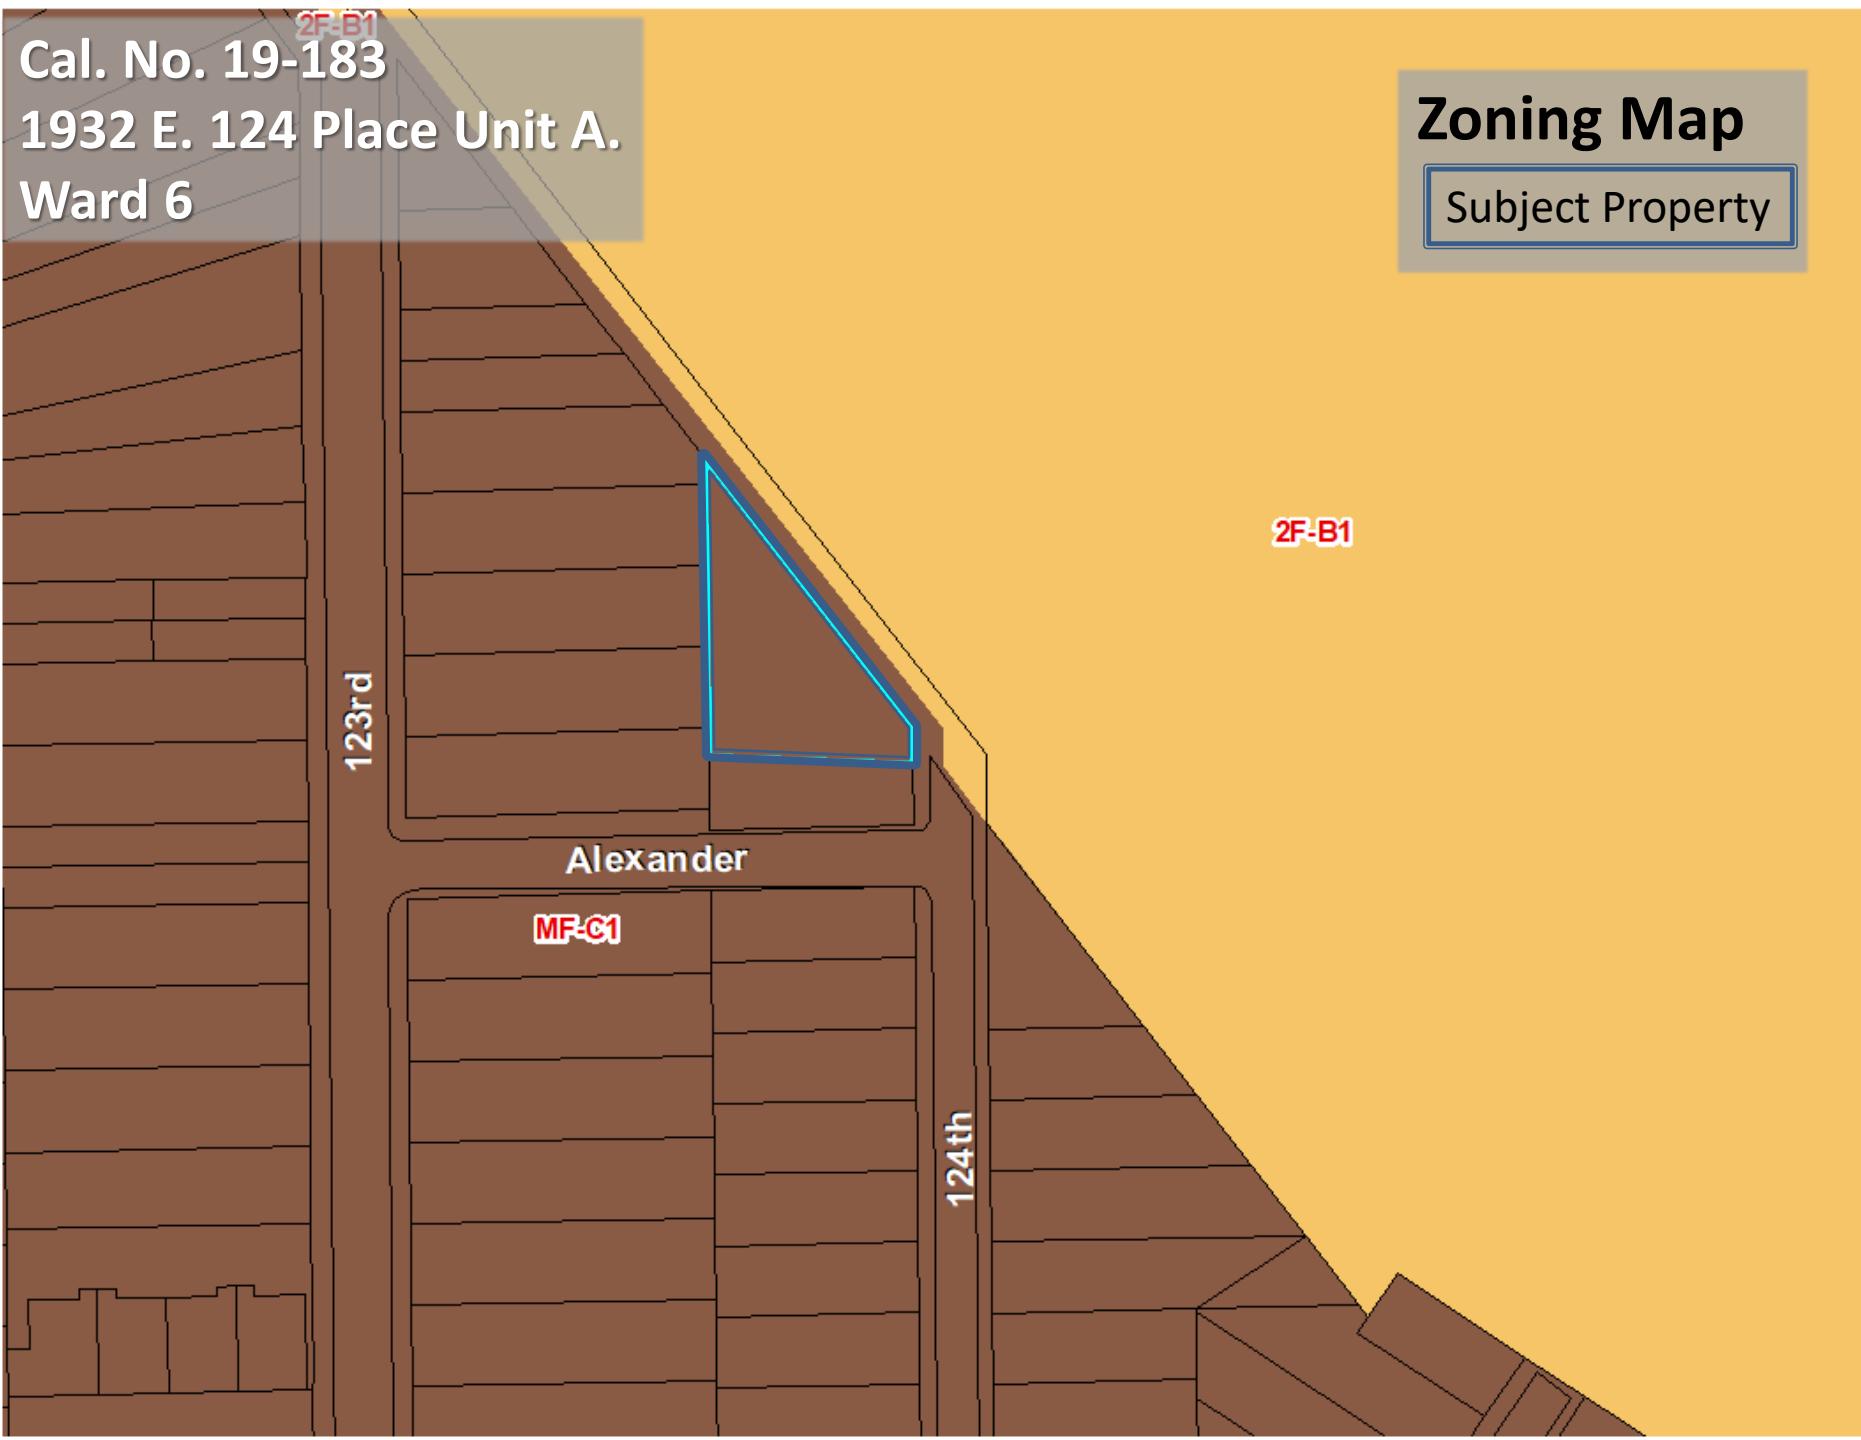 2F-B1
Cal. No. 19-183
1932 E. 124 Place Unit A.
Ward 6
Zoning Map
Subject Property
2F-B1
123rd
Alexander
MF-C1
124th